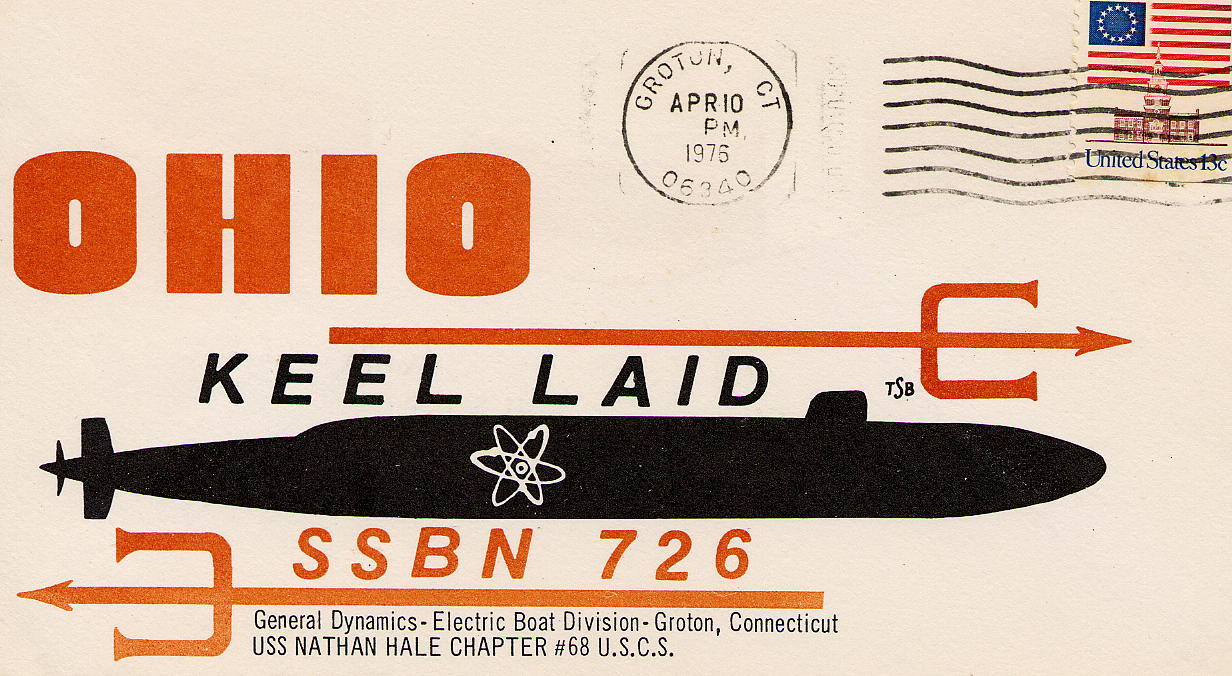 GROTON, CT
APR 10
PM
1976
06340
United States 13c
OHIO
KEEL LAID
TSB
SSBN 726
General Dynamics - Electric Boat Division - Groton, Connecticut
USS NATHAN HALE CHAPTER #68 U.S.C.S.